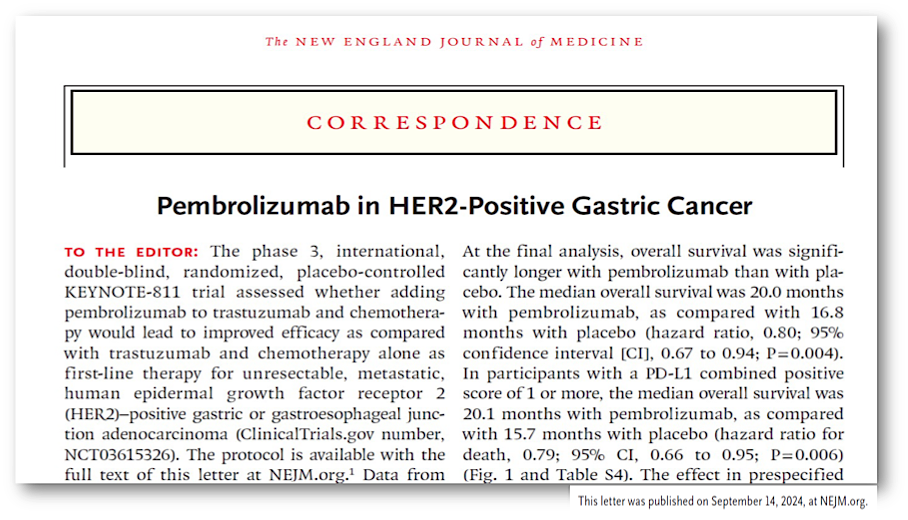 The NEW ENGLAND JOURNAL of MEDICINE
CORRESPONDENCE
Pembrolizumab in HER2-Positive Gastric Cancer
TO THE EDITOR: The phase 3, international,
double-blind, randomized, placebo-controlled
KEYNOTE-811 trial assessed whether adding
pembrolizumab to trastuzumab and chemothera-
py would lead to improved efficacy as compared
with trastuzumab and chemotherapy alone as
first-line therapy for unresectable, metastatic,
human epidermal growth factor receptor 2
(HER2)–positive gastric or gastroesophageal junc-
tion adenocarcinoma (ClinicalTrials.gov number,
NCT03615326). The protocol is available with the
full text of this letter at NEJM.org.¹ Data from
At the final analysis, overall survival was signifi-
cantly longer with pembrolizumab than with pla-
cebo. The median overall survival was 20.0 months
with pembrolizumab, as compared with 16.8
months with placebo (hazard ratio, 0.80; 95%
confidence interval [CI], 0.67 to 0.94; P=0.004).
In participants with a PD-L1 combined positive
score of 1 or more, the median overall survival was
20.1 months with pembrolizumab, as compared
with 15.7 months with placebo (hazard ratio for
death, 0.79; 95% CI, 0.66 to 0.95; P=0.006)
(Fig. 1 and Table S4). The effect in prespecified
This letter was published on September 14, 2024, at NEJM.org.